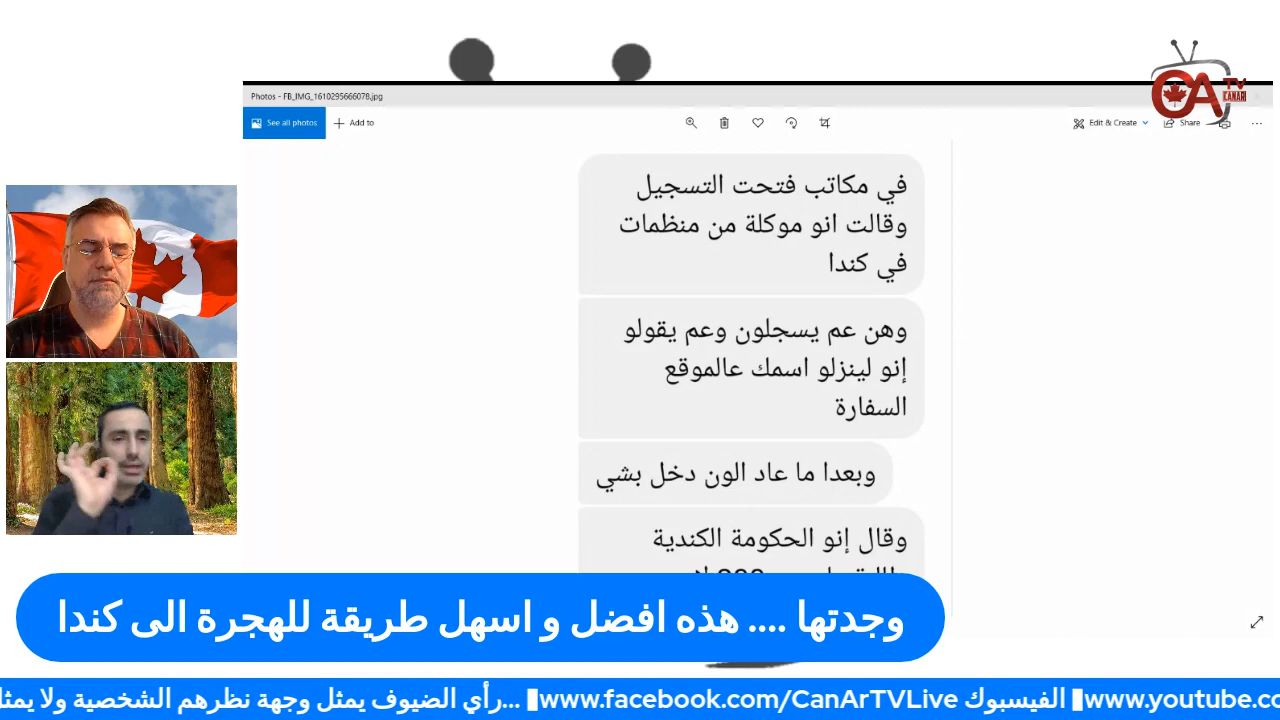 Photos - FB_IMG_1610295666078.jpg
See all photos
Add to
Edit & Create
Share
CA TV CANAR
في مكاتب فتحت التسجيل
وقالت انو موكلة من منظمات
في كندا
وهن عم يسجلون وعم يقولو
إنو لينزلو اسمك عالموقع
السفارة
وبعدا ما عاد الون دخل بشي
وقال إنو الحكومة الكندية
وجدتها .... هذه افضل و اسهل طريقة للهجرة الى كندا
www.youtube.co
الفيسبوك www.facebook.com/CanArTVLive
...رأي الضيوف يمثل وجهة نظرهم الشخصية ولا يمثل